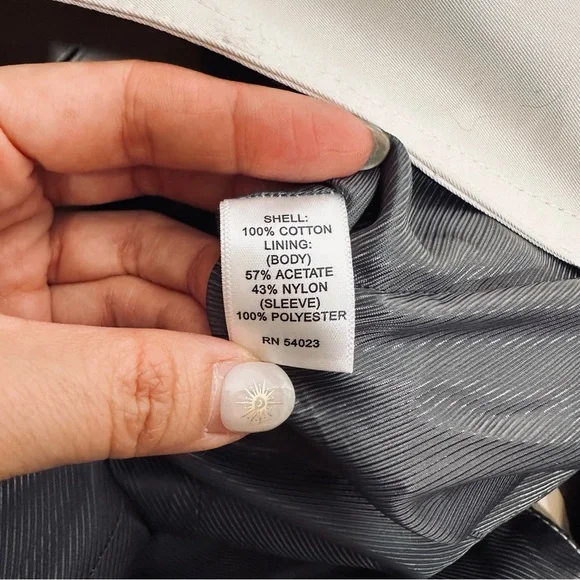 SHELL:
100% COTTON
LINING:
(BODY)
57% ACETATE
43% NYLON
(SLEEVE)
100% POLYESTER
RN 54023